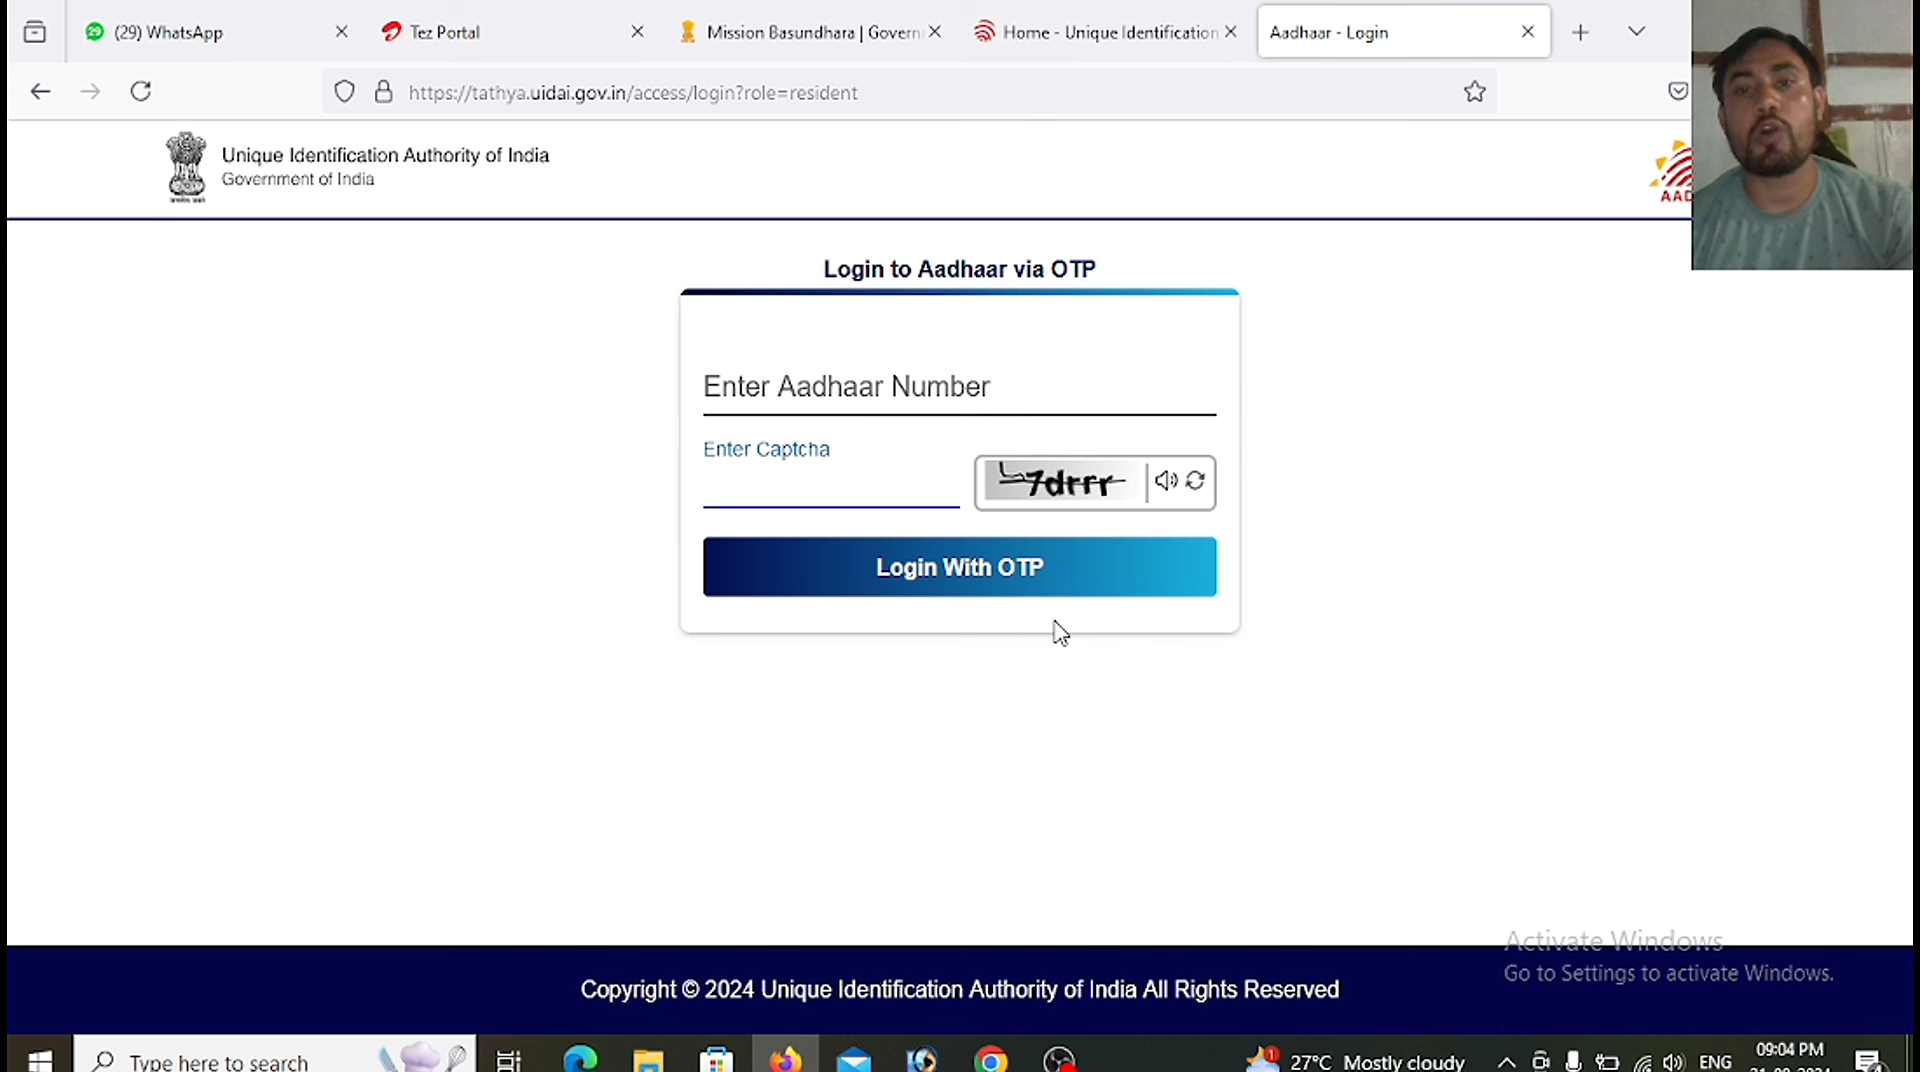 (29) WhatsApp
Tez Portal
Mission Basundhara | Govern
Home - Unique Identification
Aadhaar - Login
https://tathya.uidai.gov.in/access/login?role=resident
Unique Identification Authority of India
Government of India
AAD
Login to Aadhaar via OTP
Enter Aadhaar Number
Enter Captcha
7drrr
Login With OTP
Activate Windows
Go to Settings to activate Windows.
Copyright © 2024 Unique Identification Authority of India All Rights Reserved
Type here to search
1
27°C Mostly cloudy
ENG
09:04 PM